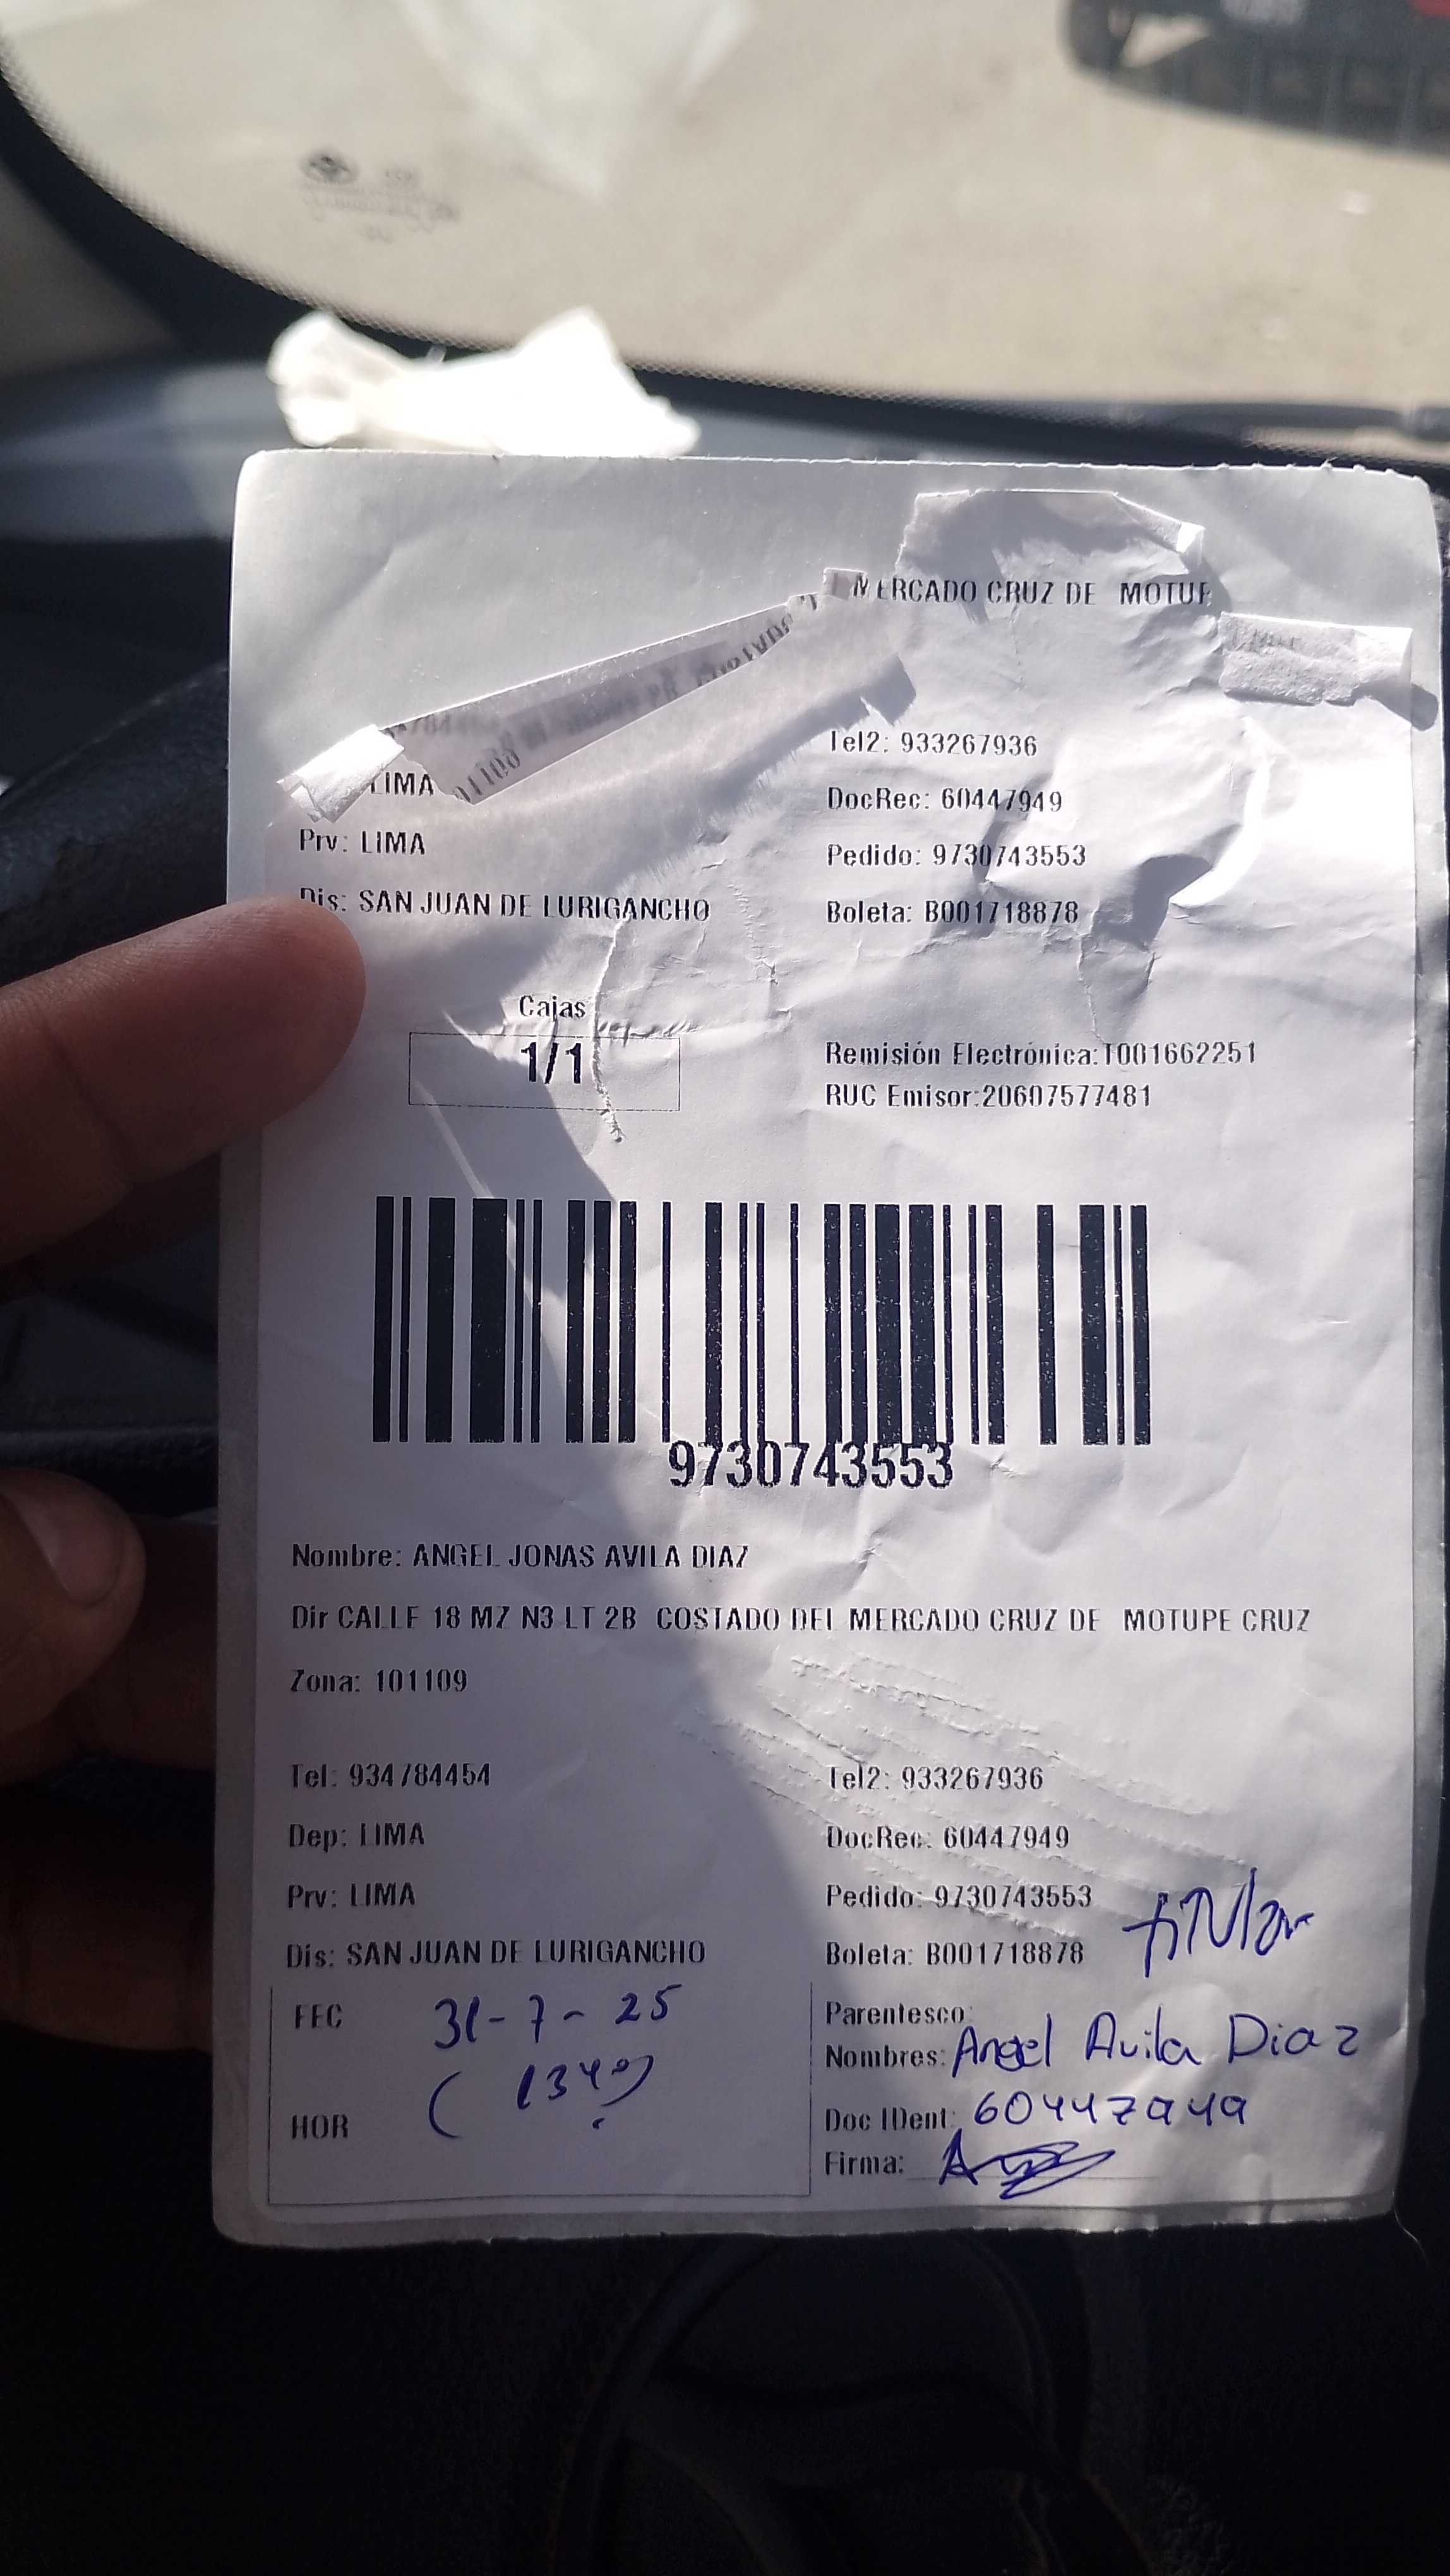 MERCADO CRUZ DE MOTUP
Tel2: 933267936
LIMA
DocRec: 60447949
Prv: LIMA
Pedido: 9730743553
Dis: SAN JUAN DE LURIGANCHO
Boleta: B001718878
Cajas
1/1
Remisión Electrónica:T001662251
RUC Emisor:20607577481
9730743553
Nombre: ANGEL JONAS AVILA DIAZ
Dir CALLE 18 MZ N3 LT 2B COSTADO DEL MERCADO CRUZ DE MOTUPE CRUZ
Zona: 101109
Tel: 934784454
Tel2: 933267936
Dep: LIMA
DocRec: 60447949
Prv: LIMA
Pedido: 9730743553
titular
Dis: SAN JUAN DE LURIGANCHO
Boleta: B001718878
FEC 31-7-25
Parentesco:
Nombres: Angel Avila Diaz
HOR
Doc IDent: 60447949
Firma: